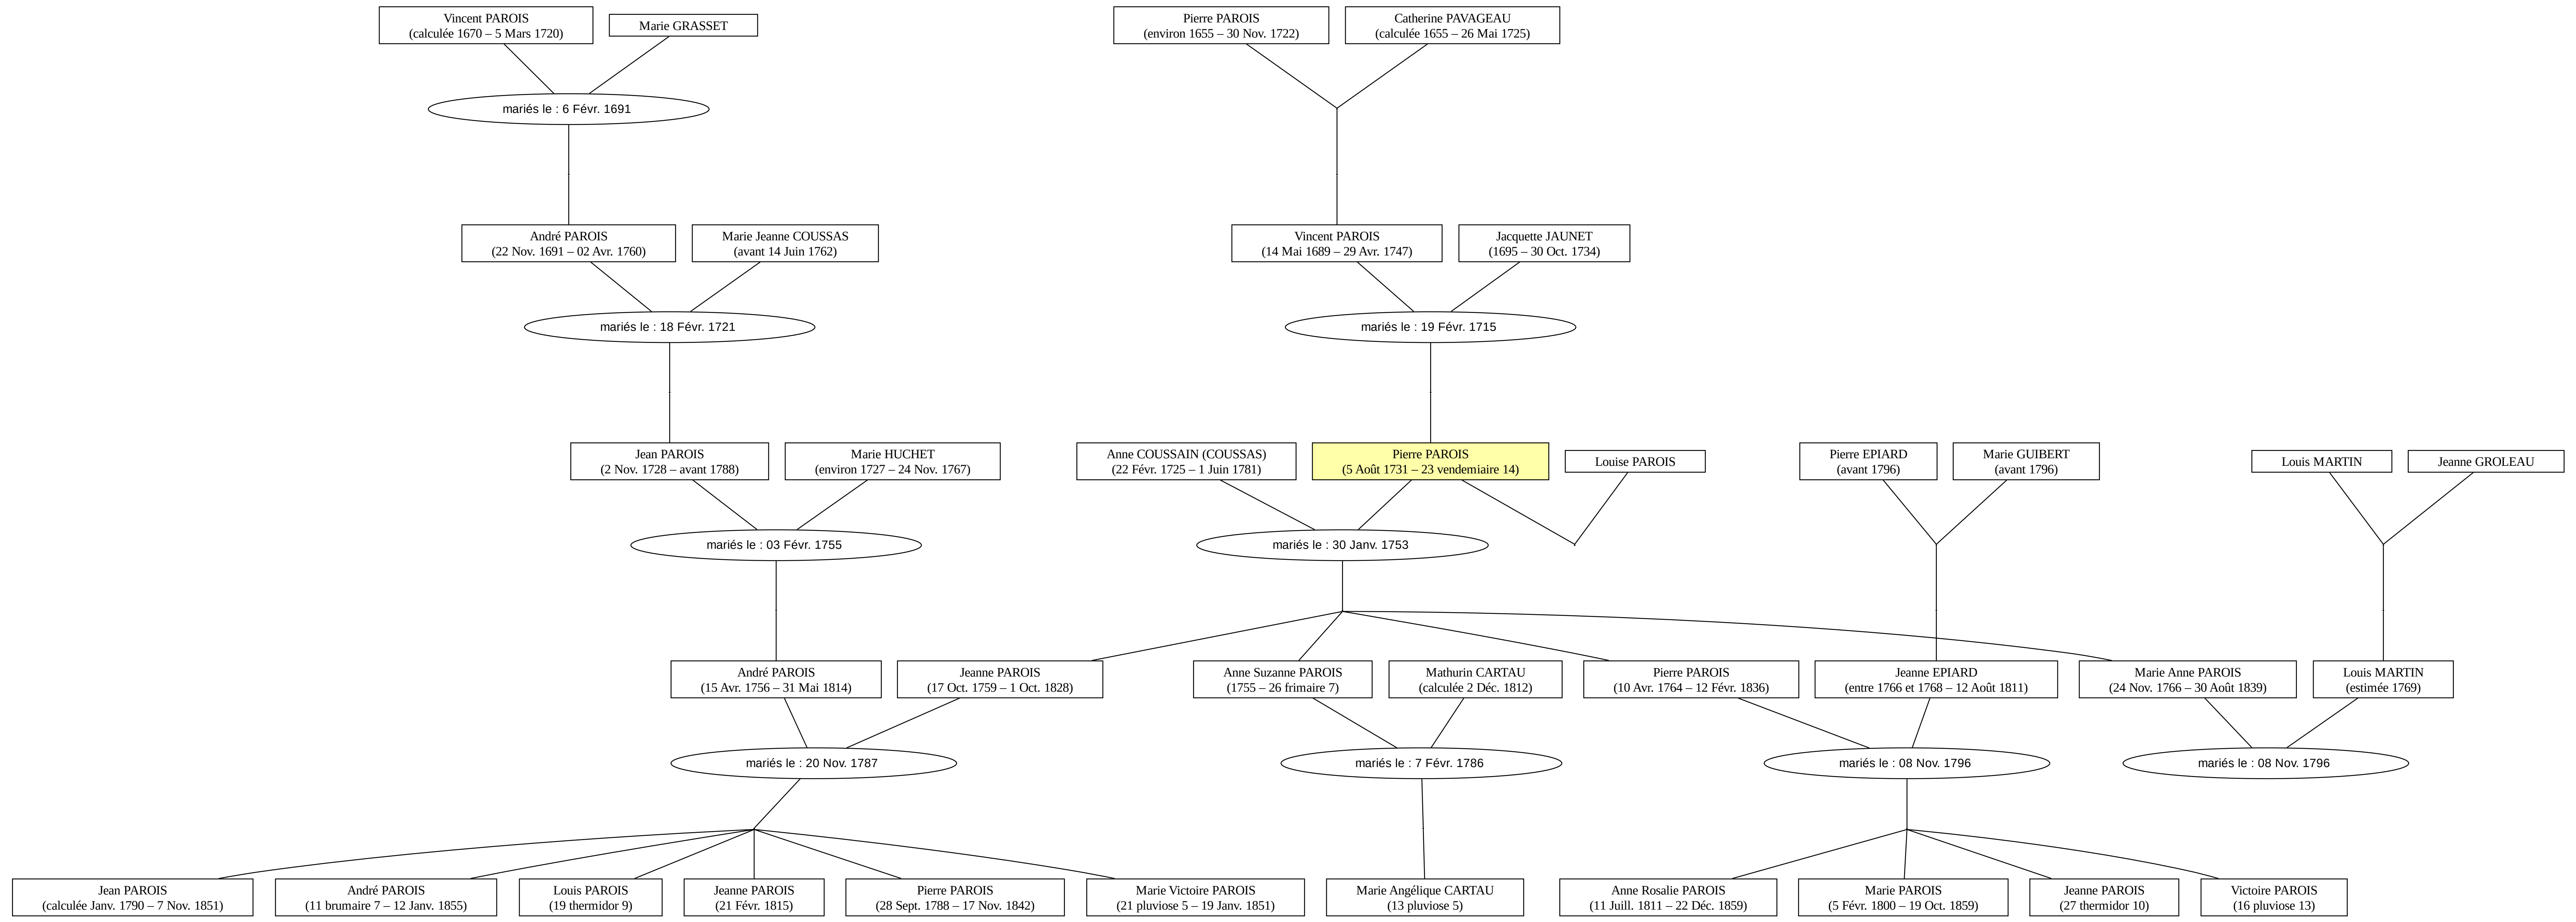 Vincent PAROIS
(calculée 1670 – 5 Mars 1720)
Marie GRASSET
Pierre PAROIS
(environ 1655 – 30 Nov. 1722)
Catherine PAVAGEAU
(calculée 1655 – 26 Mai 1725)
mariés le : 6 Févr. 1691
André PAROIS
(22 Nov. 1691 – 02 Avr. 1760)
Marie Jeanne COUSSAS
(avant 14 Juin 1762)
Vincent PAROIS
(14 Mai 1689 – 29 Avr. 1747)
Jacquette JAUNET
(1695 – 30 Oct. 1734)
mariés le : 18 Févr. 1721
mariés le : 19 Févr. 1715
Jean PAROIS
(2 Nov. 1728 – avant 1788)
Marie HUCHET
(environ 1727 – 24 Nov. 1767)
Anne COUSSAIN (COUSSAS)
(22 Févr. 1725 – 1 Juin 1781)
Pierre PAROIS
(5 Août 1731 – 23 vendemiaire 14)
Louise PAROIS
Pierre EPIARD
(avant 1796)
Marie GUIBERT
(avant 1796)
Louis MARTIN
Jeanne GROLEAU
mariés le : 03 Févr. 1755
mariés le : 30 Janv. 1753
André PAROIS
(15 Avr. 1756 – 31 Mai 1814)
Jeanne PAROIS
(17 Oct. 1759 – 1 Oct. 1828)
Anne Suzanne PAROIS
(1755 – 26 frimaire 7)
Mathurin CARTAU
(calculée 2 Déc. 1812)
Pierre PAROIS
(10 Avr. 1764 – 12 Févr. 1836)
Jeanne EPIARD
(entre 1766 et 1768 – 12 Août 1811)
Marie Anne PAROIS
(24 Nov. 1766 – 30 Août 1839)
Louis MARTIN
(estimée 1769)
mariés le : 20 Nov. 1787
mariés le : 7 Févr. 1786
mariés le : 08 Nov. 1796
mariés le : 08 Nov. 1796
Jean PAROIS
(calculée Janv. 1790 – 7 Nov. 1851)
André PAROIS
(11 brumaire 7 – 12 Janv. 1855)
Louis PAROIS
(19 thermidor 9)
Jeanne PAROIS
(21 Févr. 1815)
Pierre PAROIS
(28 Sept. 1788 – 17 Nov. 1842)
Marie Victoire PAROIS
(21 pluviose 5 – 19 Janv. 1851)
Marie Angélique CARTAU
(13 pluviose 5)
Anne Rosalie PAROIS
(11 Juill. 1811 – 22 Déc. 1859)
Marie PAROIS
(5 Févr. 1800 – 19 Oct. 1859)
Jeanne PAROIS
(27 thermidor 10)
Victoire PAROIS
(16 pluviose 13)